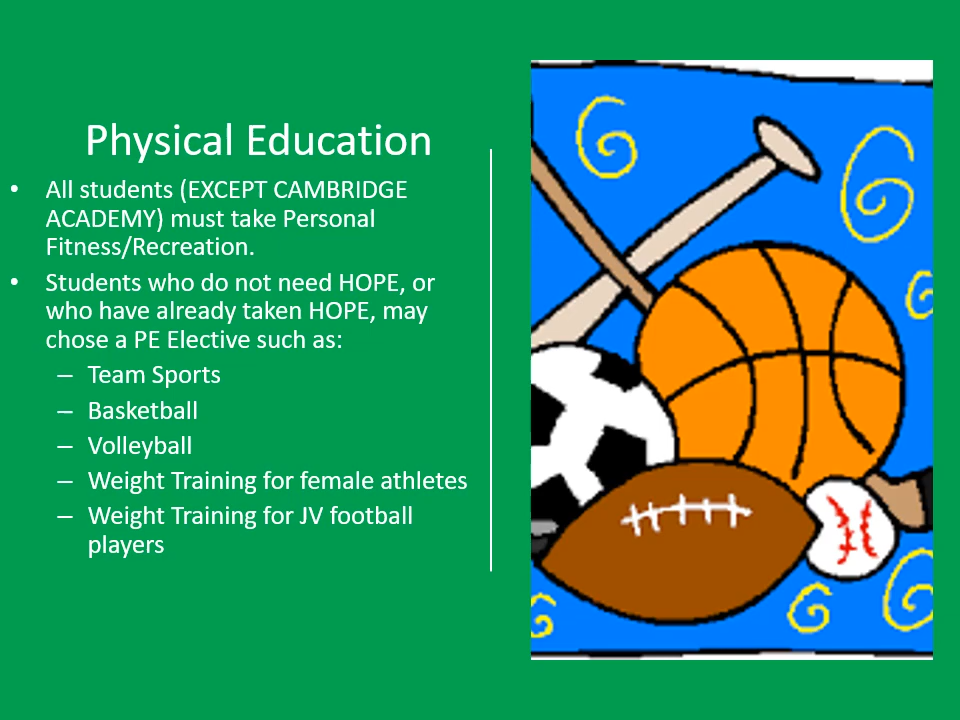 Physical Education
• All students (EXCEPT CAMBRIDGE
ACADEMY) must take Personal
Fitness/Recreation.
• Students who do not need HOPE, or
who have already taken HOPE, may
chose a PE Elective such as:
– Team Sports
– Basketball
– Volleyball
– Weight Training for female athletes
– Weight Training for JV football
players